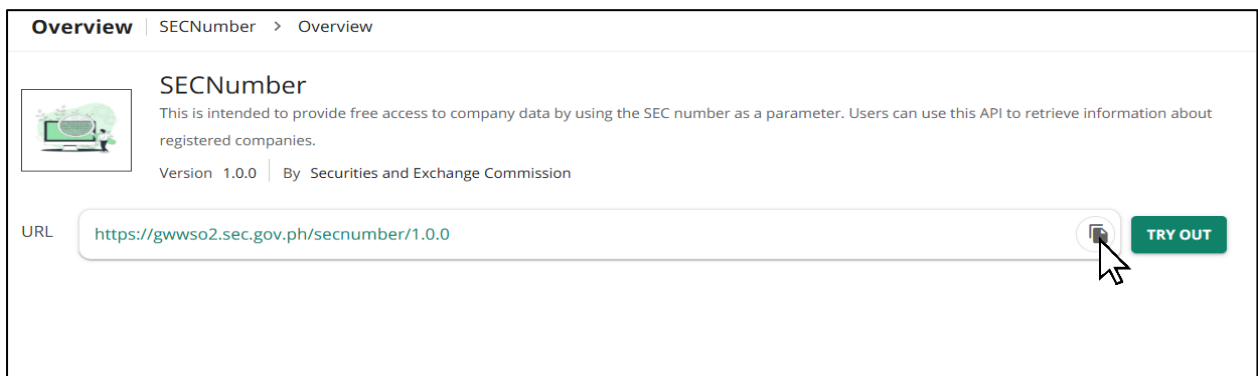 Overview SECNumber > Overview
SECNumber
This is intended to provide free access to company data by using the SEC number as a parameter. Users can use this API to retrieve information about
registered companies.
Version 1.0.0 By Securities and Exchange Commission
URL https://gwwso2.sec.gov.ph/secnumber/1.0.0 TRY OUT